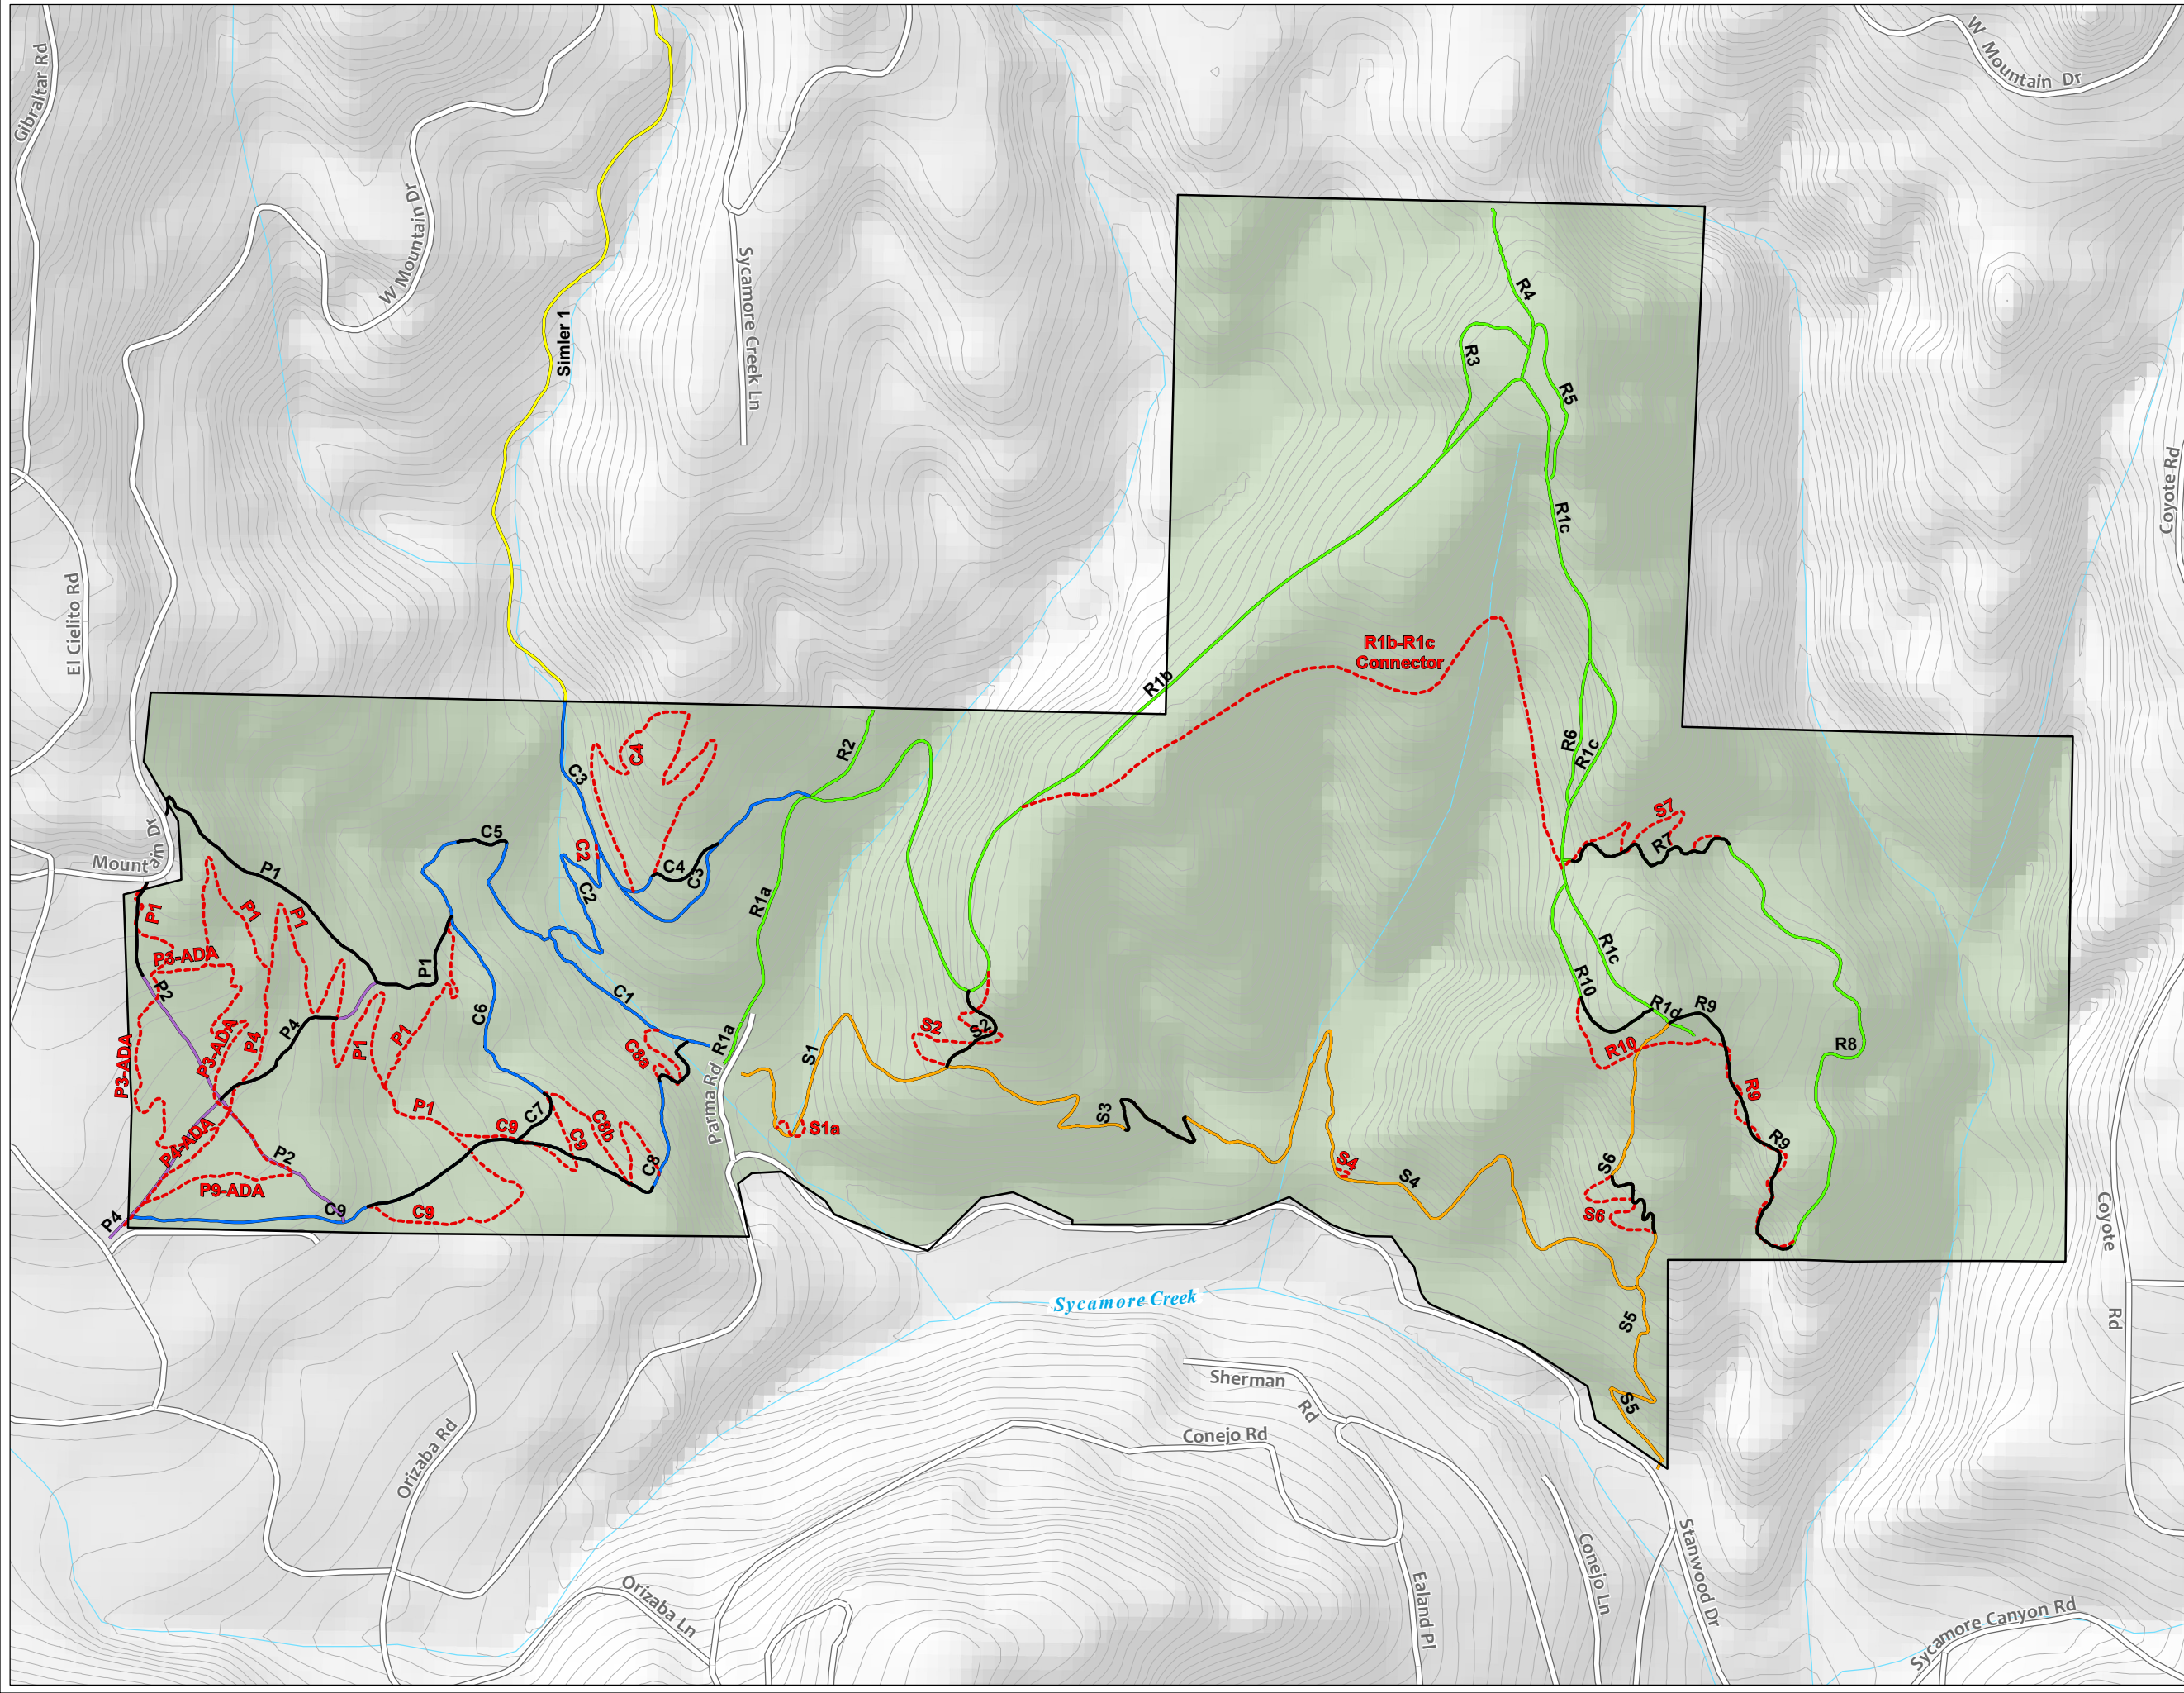 W Mountain Dr
Gibraltar Rd
W Mountain Dr
Sycamore Creek Ln
R4
Simler 1
R3
R5
Coyote Rd
R1c
El Cielito Rd
R1b-R1c
Connector
R1b
R6
R1c
R2
C4
C3
S7
R7
C5
Mountain Dr
P1
C2
C4
C3
C2
R1a
P1
P1
P1
P3-ADA
P2
P1
R1c
R10
C1
C6
R1d
R9
S2
S2
P4
P4
P3-ADA
P1
P1
R1a
C8a
S1
R10
R8
P3-ADA
Parma Rd
R9
P1
C7
C9
C9
C8b
S3
S1a
P4-ADA
P2
R9
C8
S4
S4
S6
P9-ADA
C9
C9
P4
S6
Coyote
Rd
Sycamore Creek
S5
Sherman
Rd
S5
Conejo Rd
Orizaba Rd
Orizaba Ln
Ealand Pl
Conejo Ln
Stanwood Dr
Sycamore Canyon Rd